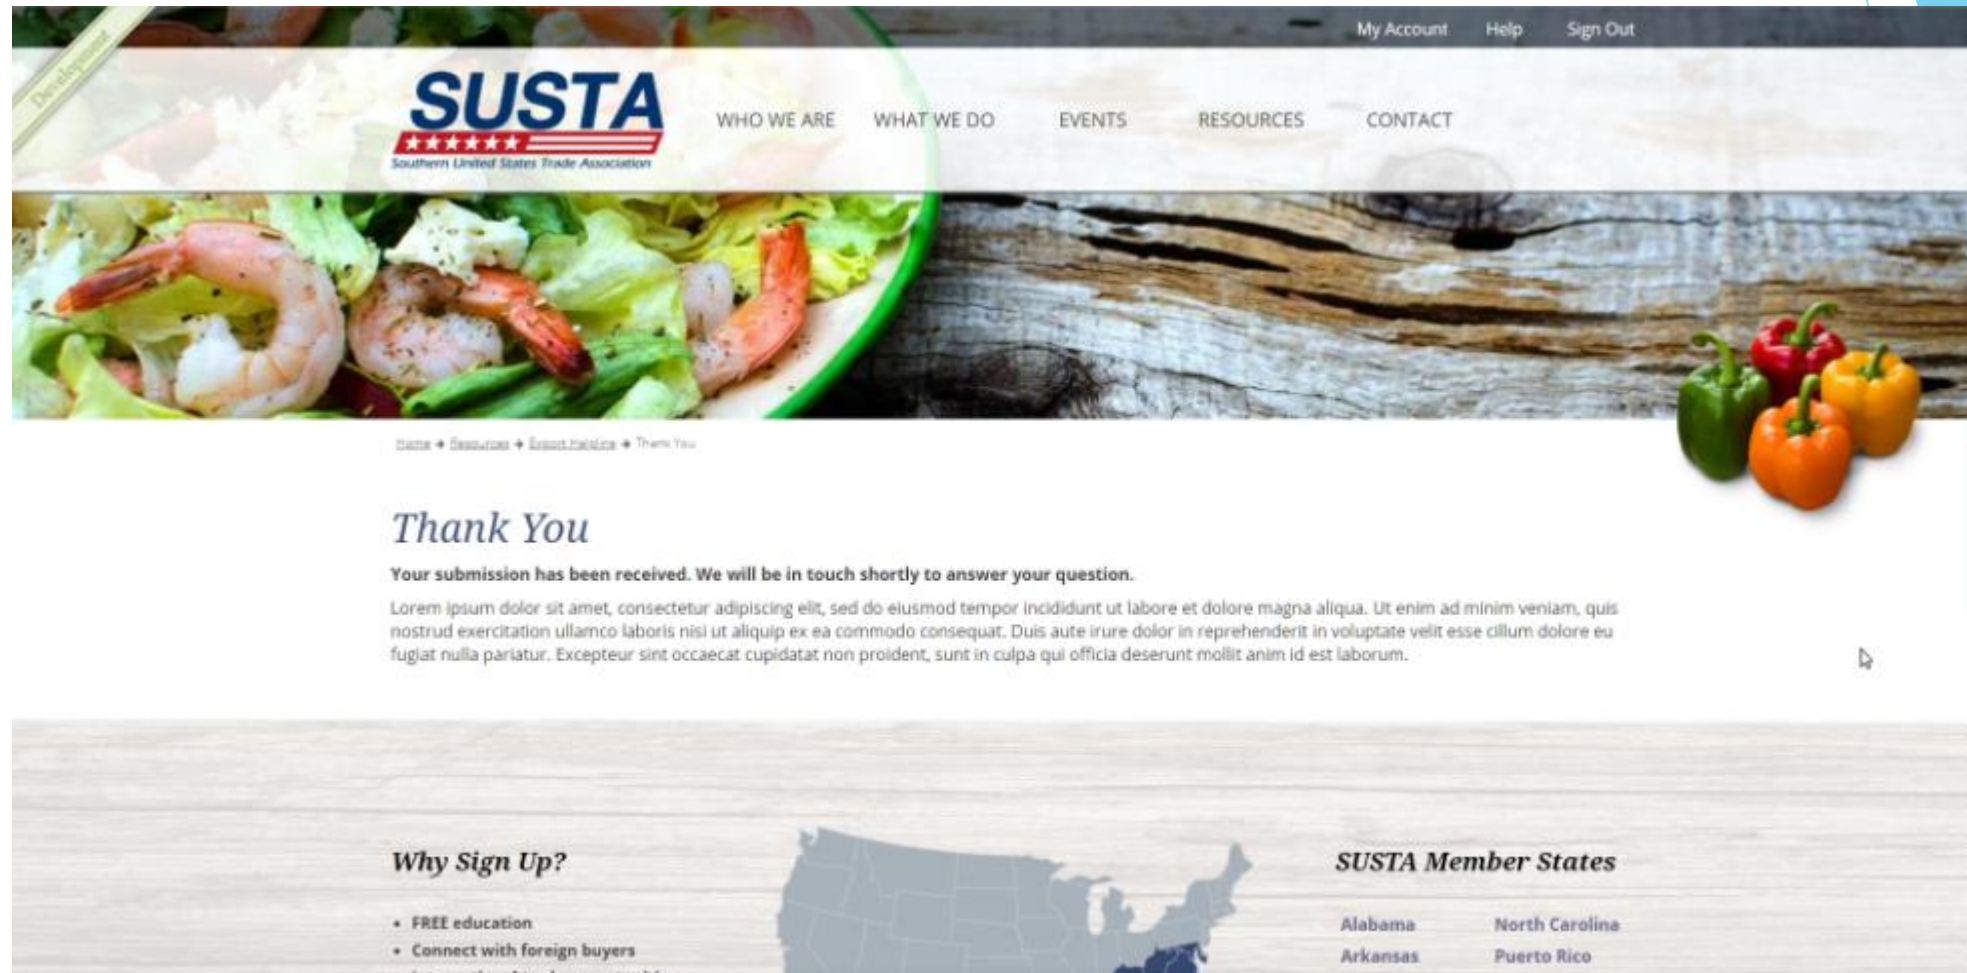 Development
My Account Help Sign Out
SUSTA
Southern United States Trade Association
WHO WE ARE WHAT WE DO EVENTS RESOURCES CONTACT
Home → Resources → Export Helpline → Thank You
Thank You
Your submission has been received. We will be in touch shortly to answer your question.
Lorem ipsum dolor sit amet, consectetur adipiscing elit, sed do eiusmod tempor incididunt ut labore et dolore magna aliqua. Ut enim ad minim veniam, quis
nostrud exercitation ullamco laboris nisi ut aliquip ex ea commodo consequat. Duis aute irure dolor in reprehenderit in voluptate velit esse cillum dolore eu
fugiat nulla pariatur. Excepteur sint occaecat cupidatat non proident, sunt in culpa qui officia deserunt mollit anim id est laborum.
Why Sign Up?
• FREE education
• Connect with foreign buyers
SUSTA Member States
Alabama North Carolina
Arkansas Puerto Rico